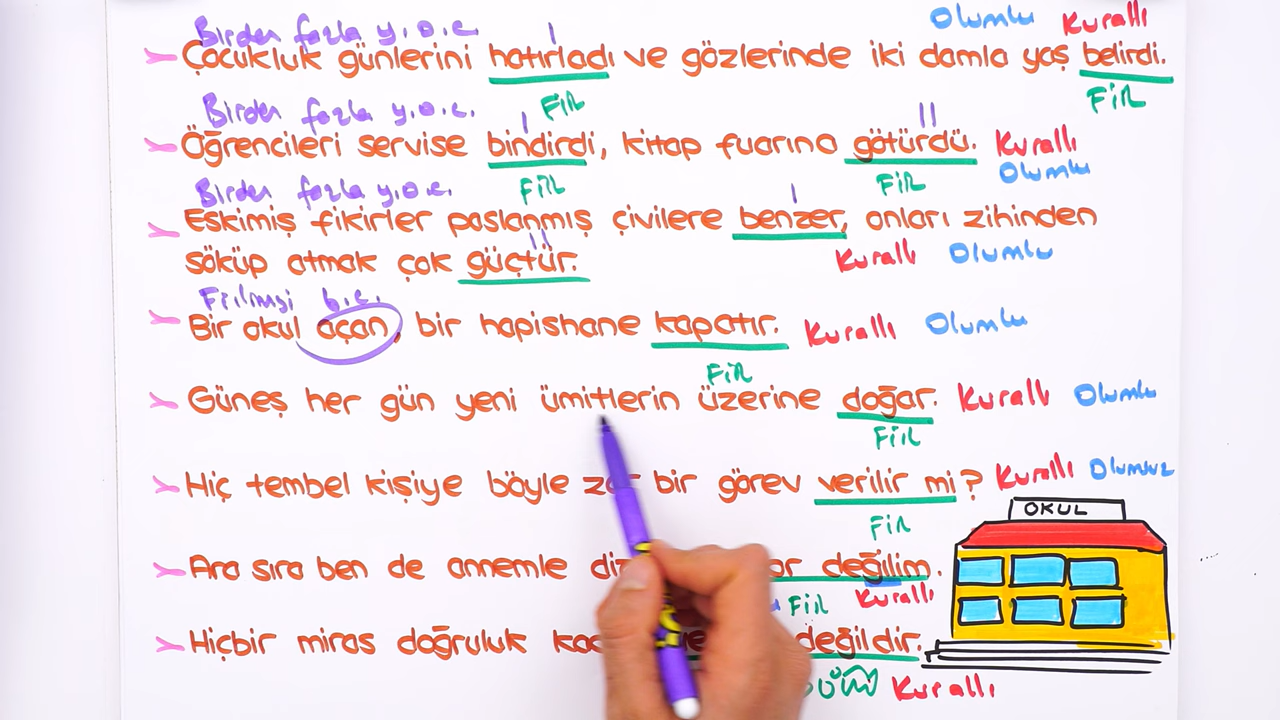 Birden fazla y.o.c. I Olumlu Kurallı
Çocukluk günlerini hatırladı ve gözlerinde iki damla yaş belirdi.
Birden fazla y.o.c. Fiil Fiil
I II
Öğrencileri servise bindirdi, kitap fuarına götürdü. Kurallı
Olumlu
Birden fazla y.o.c. Fiil Fiil
I
Eskimiş fikirler paslanmış çivilere benzer, onları zihinden
II
söküp atmak çok güçtür. Kurallı Olumlu
Fiilimsi b.c.
Bir okul açan, bir hapishane kapatır. Kurallı Olumlu
Fiil
Güneş her gün yeni ümitlerin üzerine doğar. Kurallı Olumlu
Fiil
Hiç tembel kişiye böyle bir görev verilir mi? Kurallı Olumsuz
Fiil
OKUL
Ara sıra ben de annemle değilim.
Fiil Kurallı
Hiçbir miras doğruluk değildir.
Kurallı